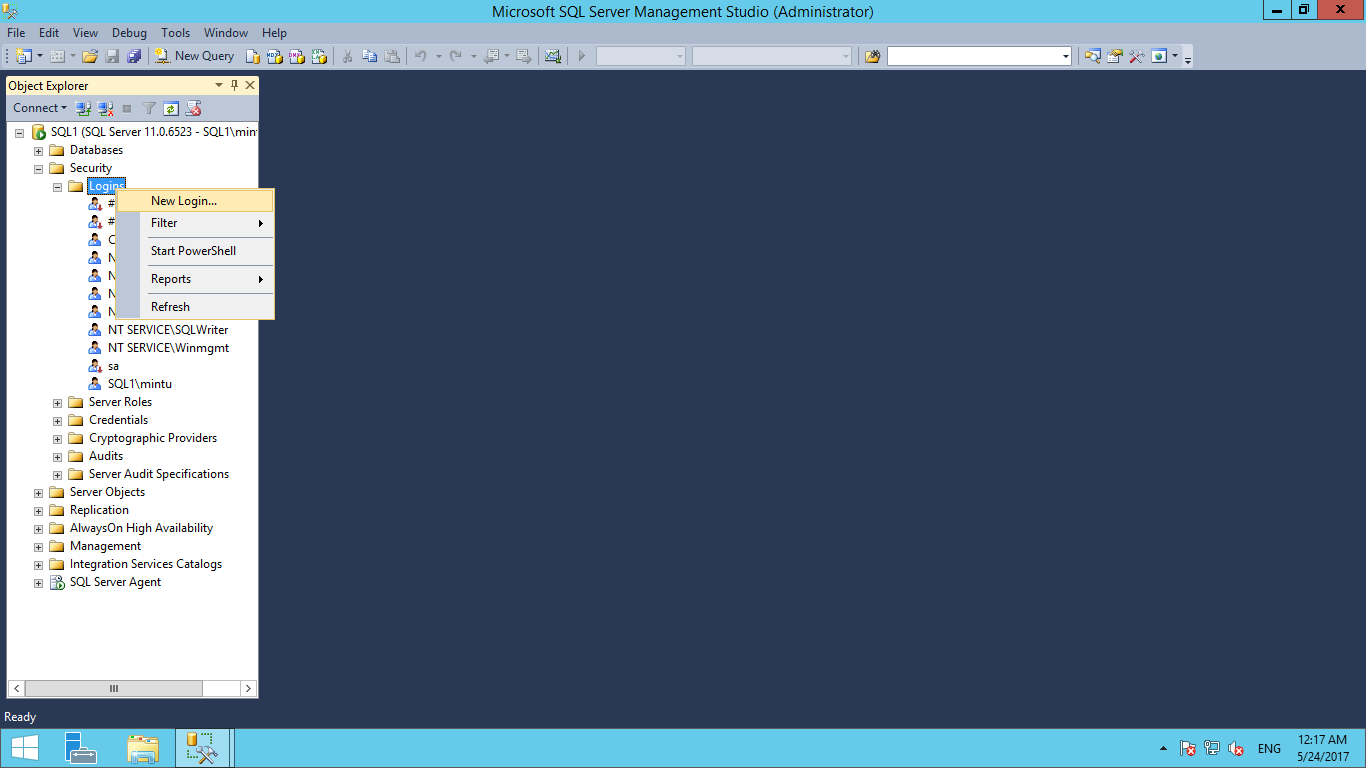 Microsoft SQL Server Management Studio (Administrator)
File Edit View Debug Tools Window Help
New Query
Object Explorer
Connect
SQL1 (SQL Server 11.0.6523 - SQL1\min
Databases
Security
Logins
New Login...
#
Filter
#
C
Start PowerShell
N
N
Reports
N
Refresh
N
NT SERVICE\SQLWriter
NT SERVICE\Winmgmt
sa
SQL1\mintu
Server Roles
Credentials
Cryptographic Providers
Audits
Server Audit Specifications
Server Objects
Replication
AlwaysOn High Availability
Management
Integration Services Catalogs
SQL Server Agent
Ready
ENG
12:17 AM
5/24/2017